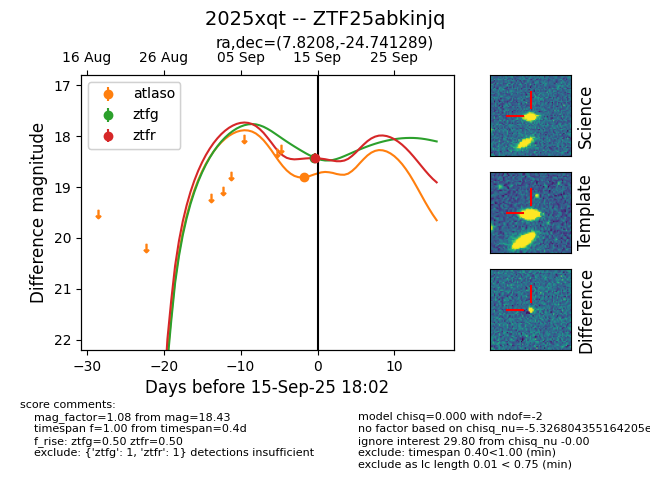 2025xqt -- ZTF25abkinjq
ra,dec=(7.8208,-24.741289)
16 Aug 26 Aug 05 Sep 15 Sep 25 Sep
atlaso
ztfg
ztfr
17
18
19
20
21
22
Difference magnitude
−30 −20 −10 0 10
Days before 15-Sep-25 18:02
Science
Template
Difference
score comments:
mag_factor=1.08 from mag=18.43
timespan f=1.00 from timespan=0.4d
f_rise: ztfg=0.50 ztfr=0.50
exclude: {'ztfg': 1, 'ztfr': 1} detections insufficient
model chisq=0.000 with ndof=-2
no factor based on chisq_nu=-5.326804355164205e
ignore interest 29.80 from chisq_nu -0.00
exclude: timespan 0.40<1.00 (min)
exclude as lc length 0.01 < 0.75 (min)